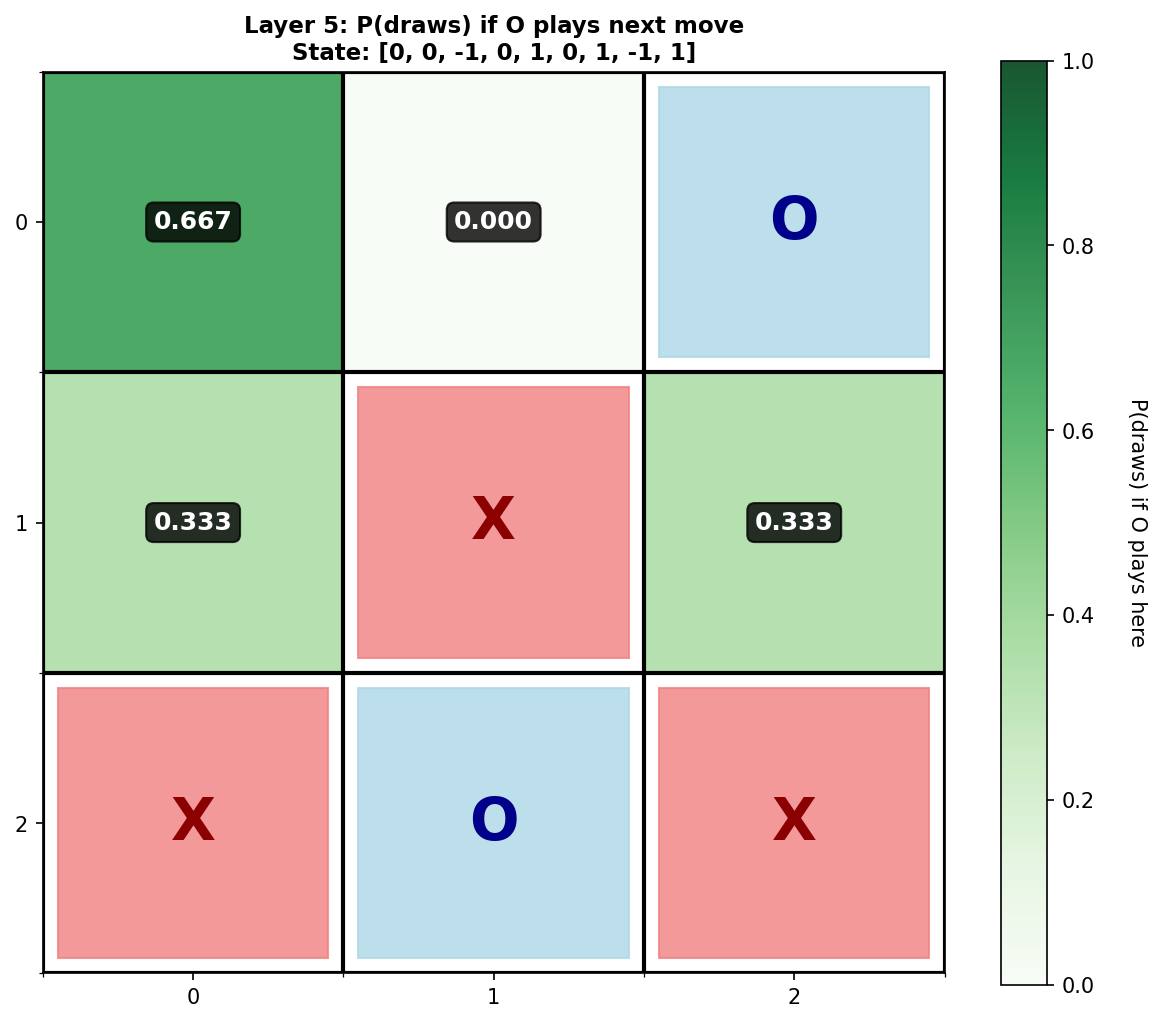 Layer 5: P(draws) if O plays next move
State: [0, 0, -1, 0, 1, 0, 1, -1, 1]
0
0.667
0.000
O
1
0.333
X
0.333
2
X
O
X
0
1
2
1.0
0.8
0.6
0.4
0.2
0.0
P(draws) if O plays here